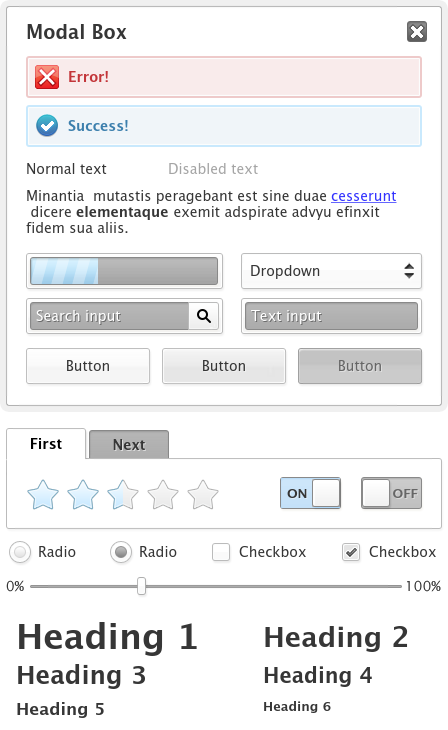 Modal Box
Error!
Success!
Normal text Disabled text
Minantia mutastis peragebant est sine duae cesserunt
dicere elementaque exemit adspirate advyu efinxit
fidem sua aliis.
Dropdown
Search input Text input
Button Button Button
First Next
ON OFF
Radio Radio Checkbox Checkbox
0% 100%
Heading 1 Heading 2
Heading 3 Heading 4
Heading 5 Heading 6